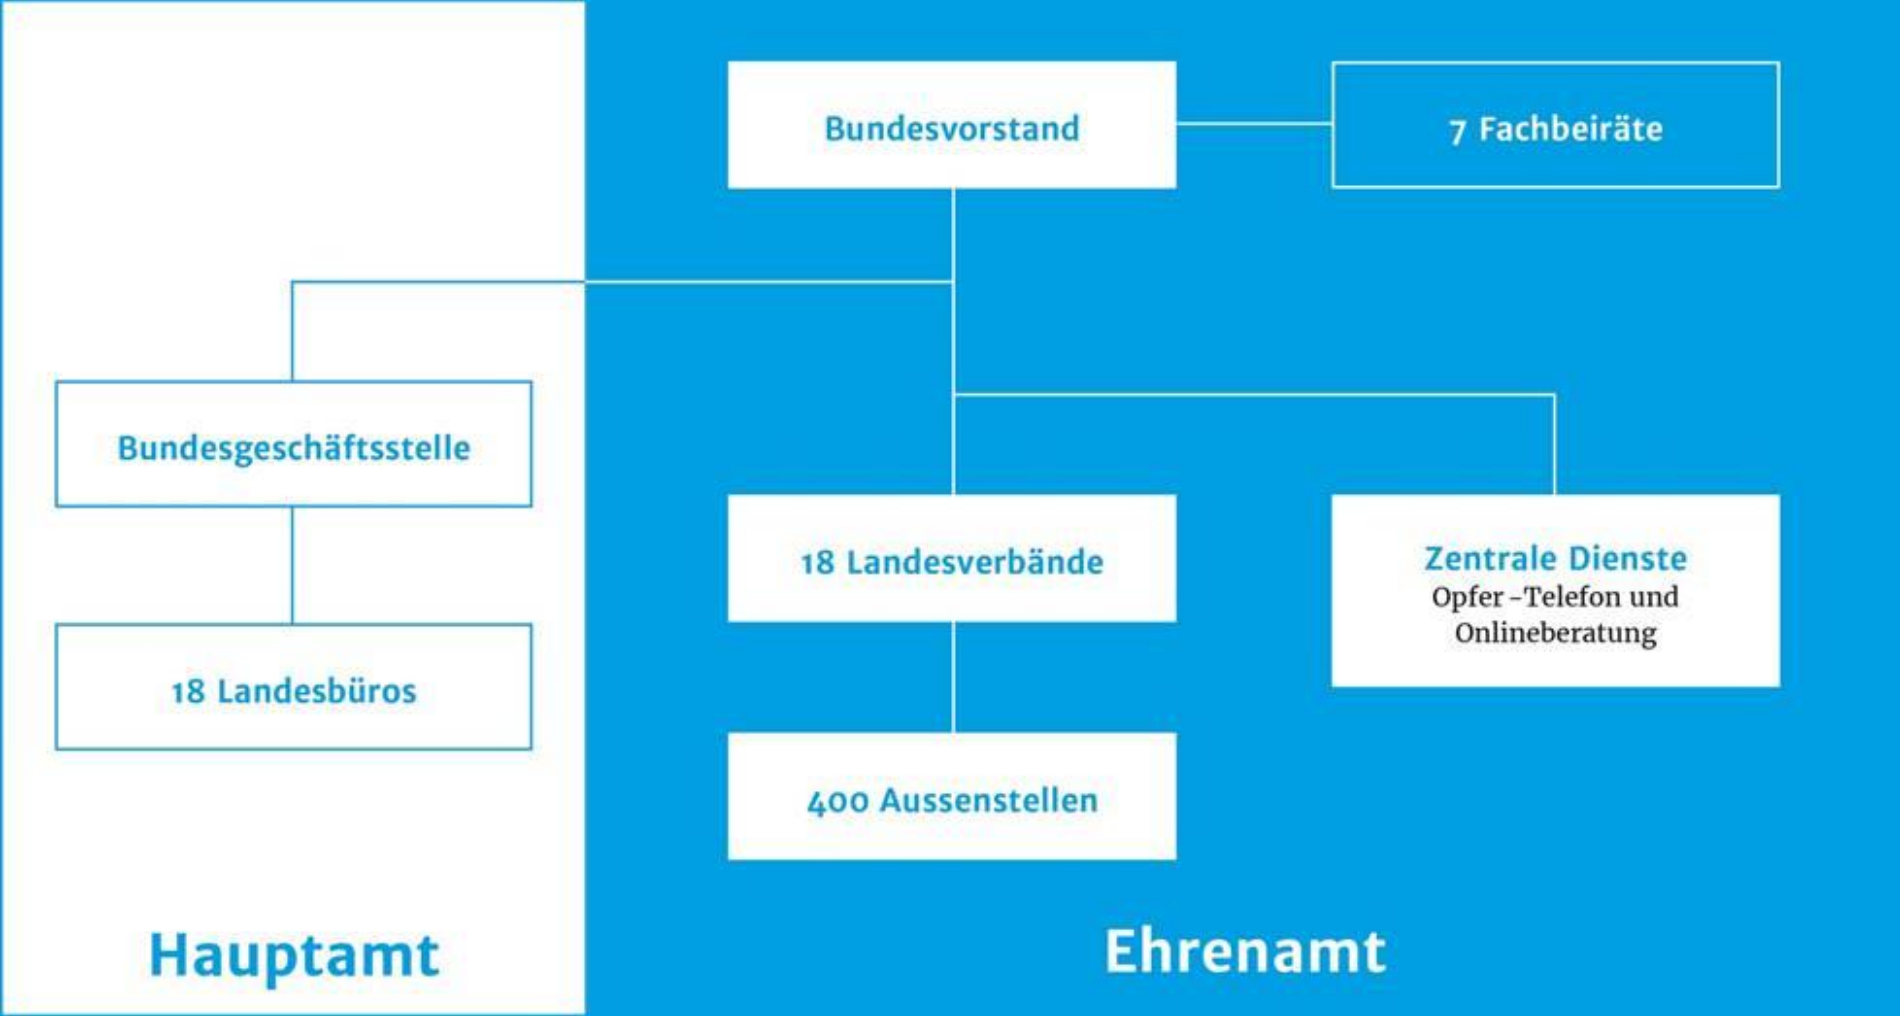 Bundesvorstand
7 Fachbeiräte
Bundesgeschäftsstelle
18 Landesverbände
Zentrale Dienste
Opfer-Telefon und
Onlineberatung
18 Landesbüros
400 Aussenstellen
Hauptamt
Ehrenamt